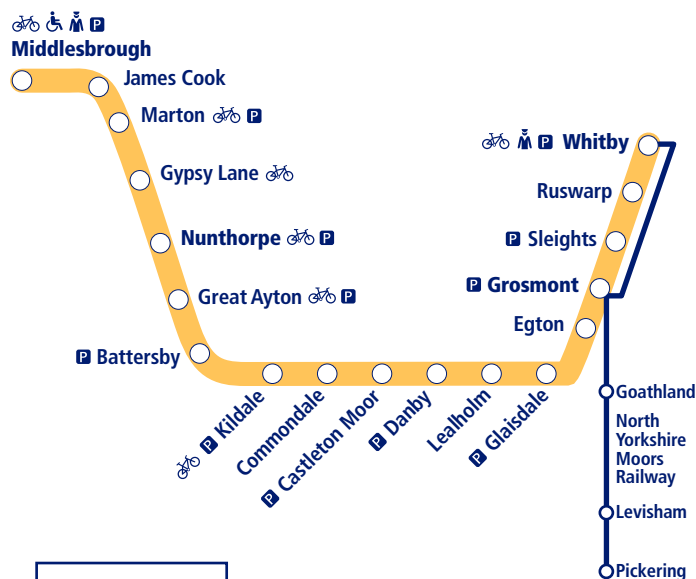 P
Middlesbrough
James Cook
Marton P
Gypsy Lane
Nunthorpe P
Great Ayton P
P Battersby
P Kildale
Commondale
P Castleton Moor
P Danby
Lealholm
P Glaisdale
Egton
P Grosmont
P Sleights
Ruswarp
P Whitby
Goathland
North
Yorkshire
Moors
Railway
Levisham
Pickering